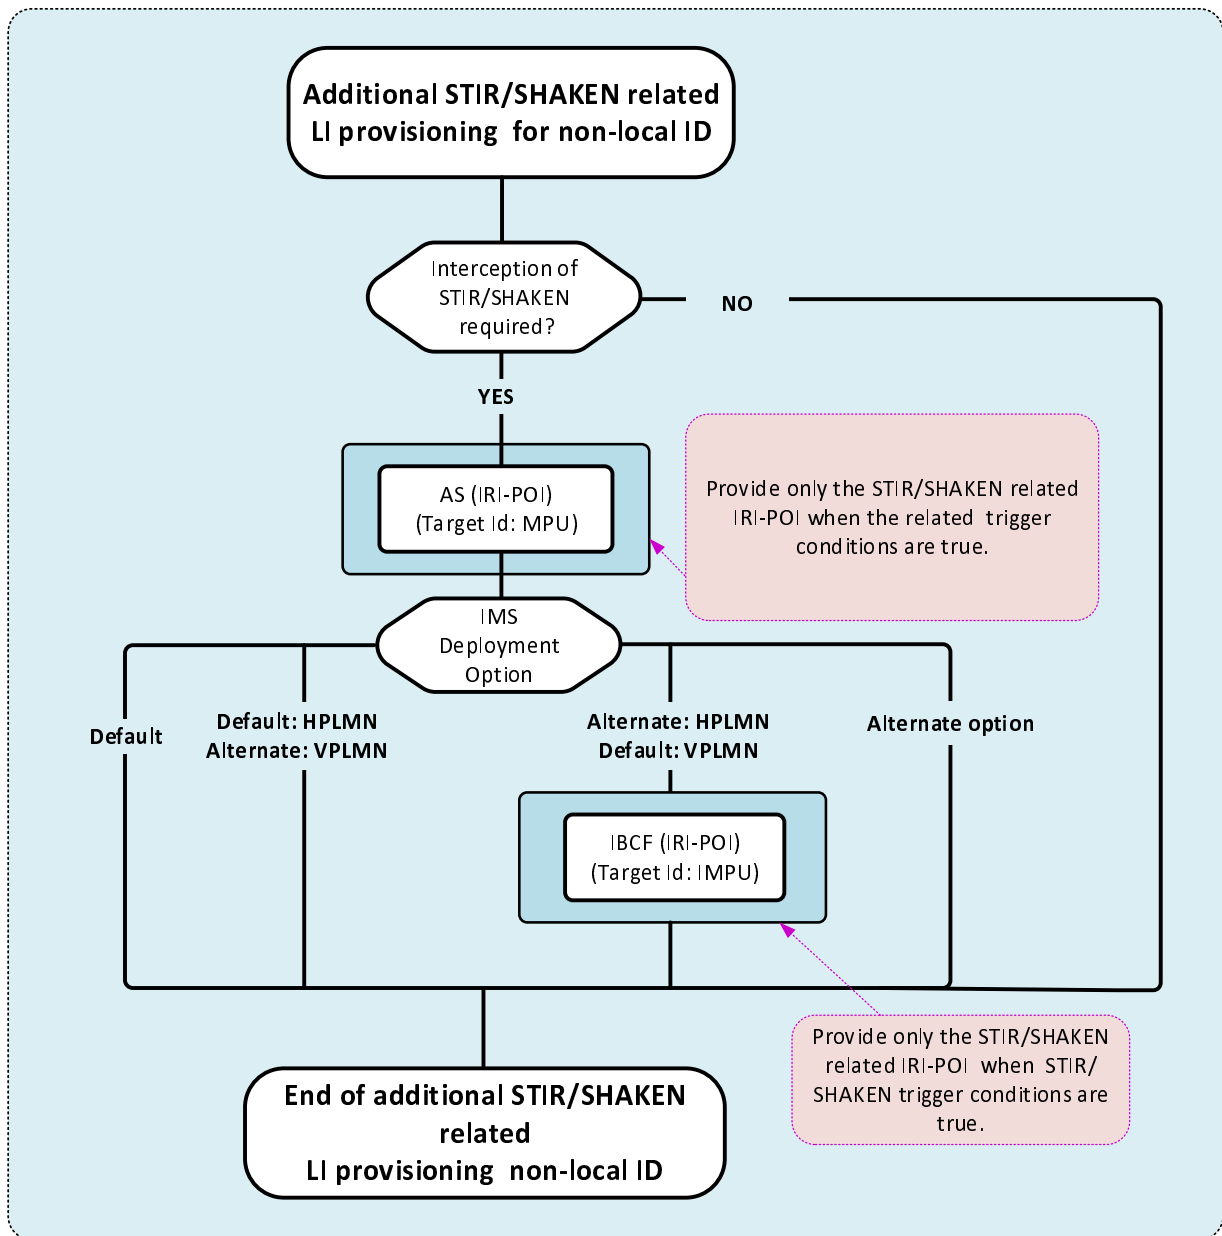 Additional STIR/SHAKEN related
LI provisioning for non-local ID
Interception of
STIR/SHAKEN
required?
NO
YES
AS (IRI-POI)
(Target Id: MPU)
Provide only the STIR/SHAKEN related
IRI-POI when the related trigger
conditions are true.
IMS
Deployment
Option
Default
Default: HPLMN
Alternate: VPLMN
Alternate: HPLMN
Default: VPLMN
Alternate option
IBCF (IRI-POI)
(Target Id: IMPU)
Provide only the STIR/SHAKEN
related IRI-POI when STIR/
SHAKEN trigger conditions are
true.
End of additional STIR/SHAKEN
related
LI provisioning non-local ID